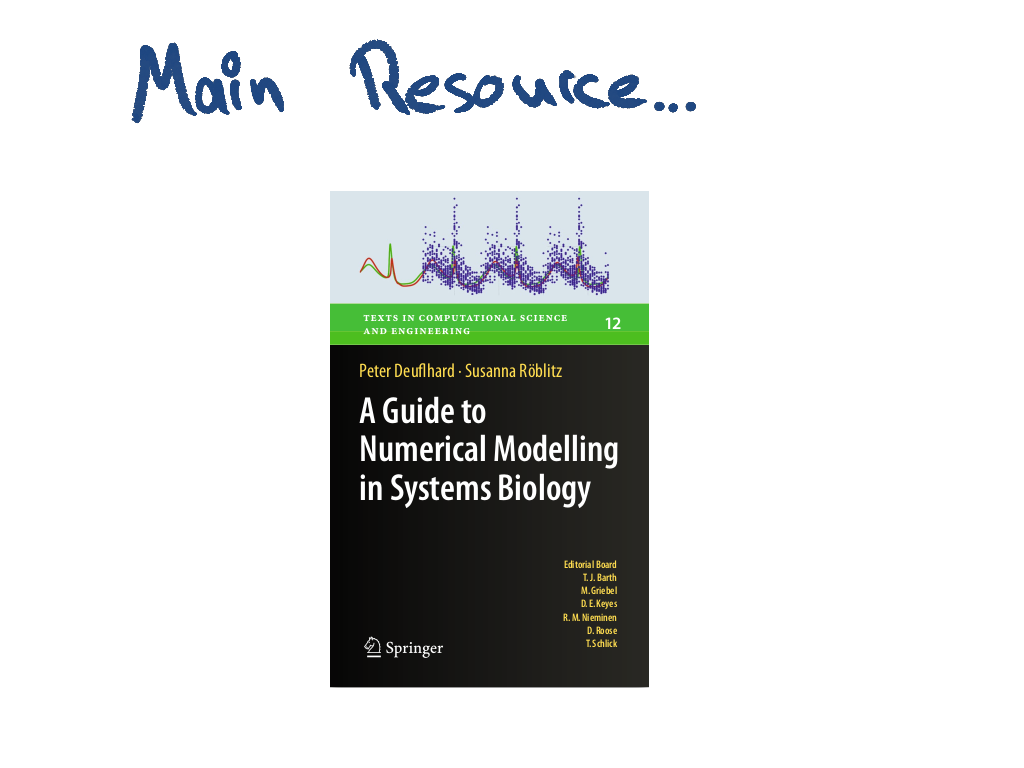 Main Resource...
TEXTS IN COMPUTATIONAL SCIENCE
AND ENGINEERING
12
Peter Deuflhard · Susanna Röblitz
A Guide to
Numerical Modelling
in Systems Biology
Editorial Board
T. J. Barth
M. Griebel
D. E. Keyes
R. M. Nieminen
D. Roose
T. Schlick
Springer